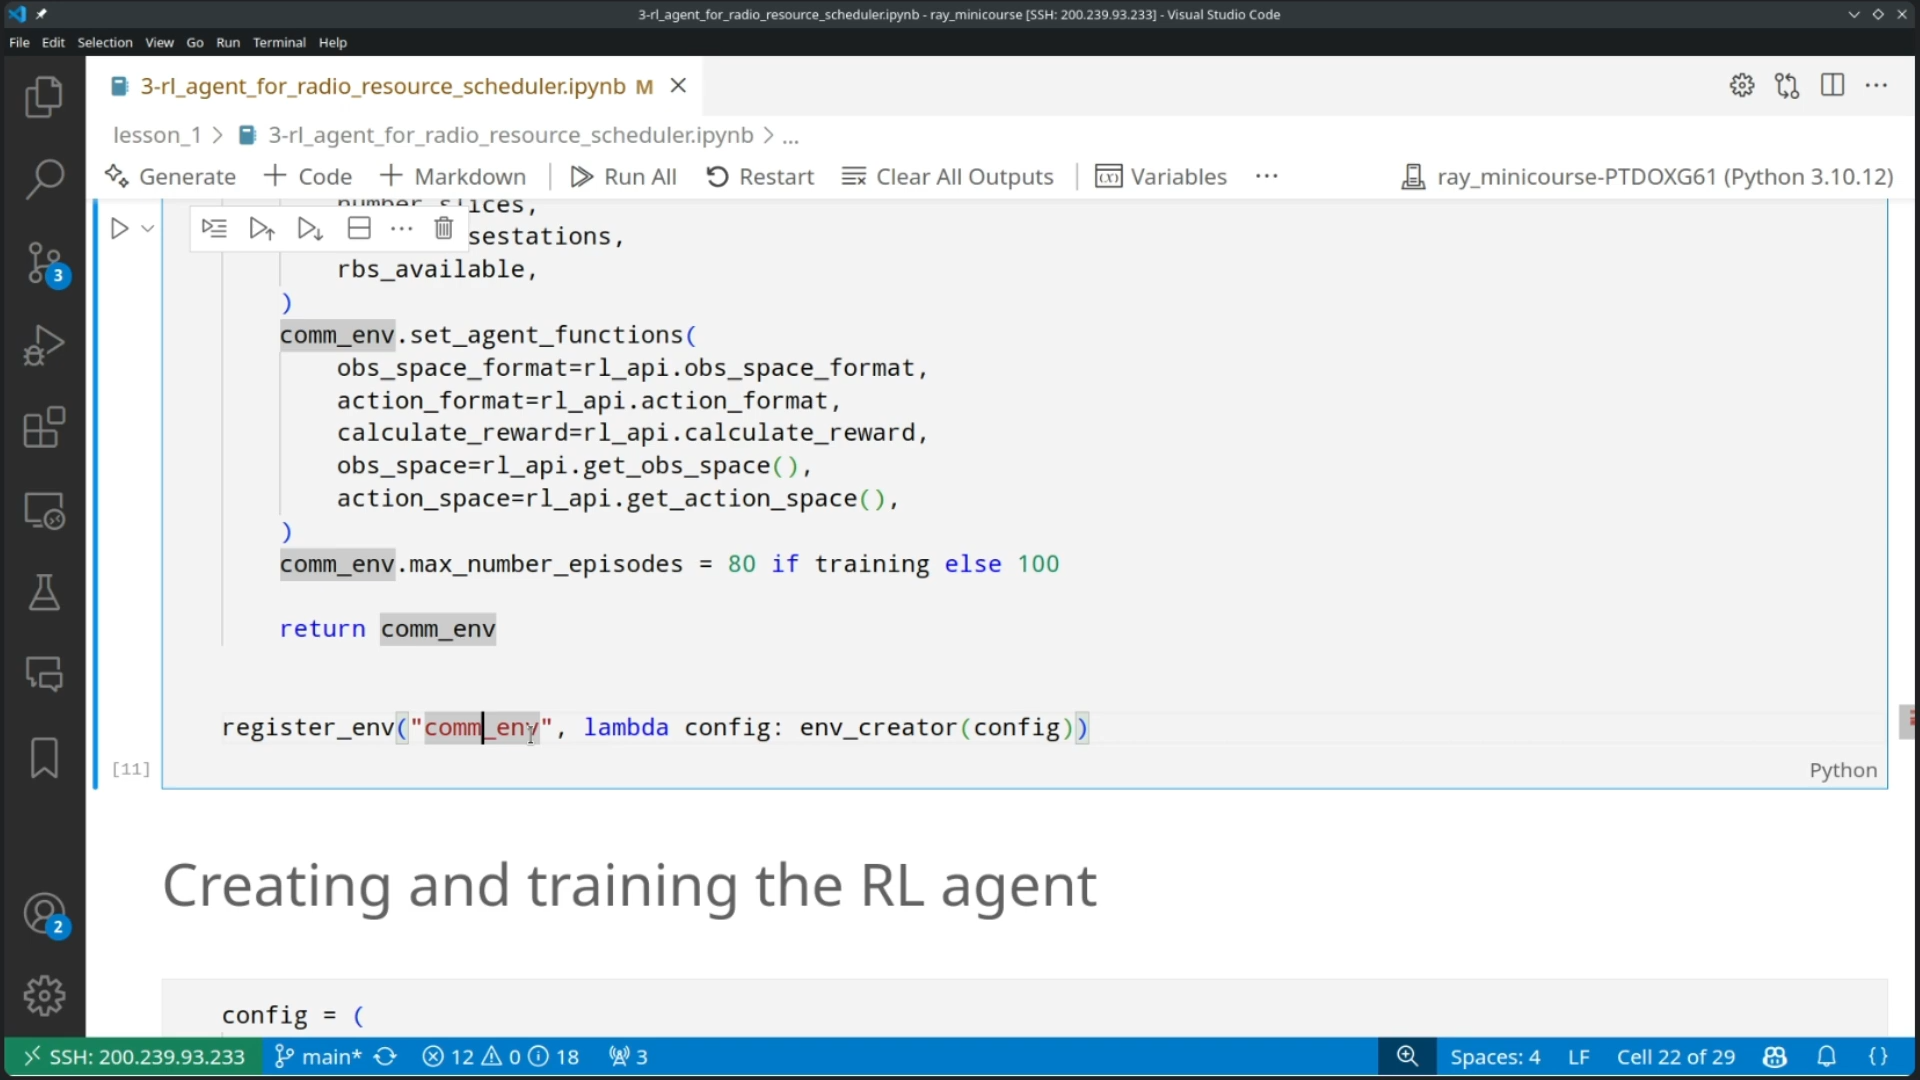 3-rl_agent_for_radio_resource_scheduler.ipynb - ray_minicourse [SSH: 200.239.93.233] - Visual Studio Code
File Edit Selection View Go Run Terminal Help
3-rl_agent_for_radio_resource_scheduler.ipynb M
lesson_1 > 3-rl_agent_for_radio_resource_scheduler.ipynb > ...
Generate + Code + Markdown Run All Restart Clear All Outputs Variables ... ray_minicourse-PTDOXG61 (Python 3.10.12)
number_slices,
sestations,
rbs_available,
)
comm_env.set_agent_functions(
obs_space_format=rl_api.obs_space_format,
action_format=rl_api.action_format,
calculate_reward=rl_api.calculate_reward,
obs_space=rl_api.get_obs_space(),
action_space=rl_api.get_action_space(),
)
comm_env.max_number_episodes = 80 if training else 100
return comm_env
register_env("comm_env", lambda config: env_creator(config))
[11] Python
Creating and training the RL agent
config = (
3
2
SSH: 200.239.93.233 main* 12 0 18 3 Spaces: 4 LF Cell 22 of 29 {}